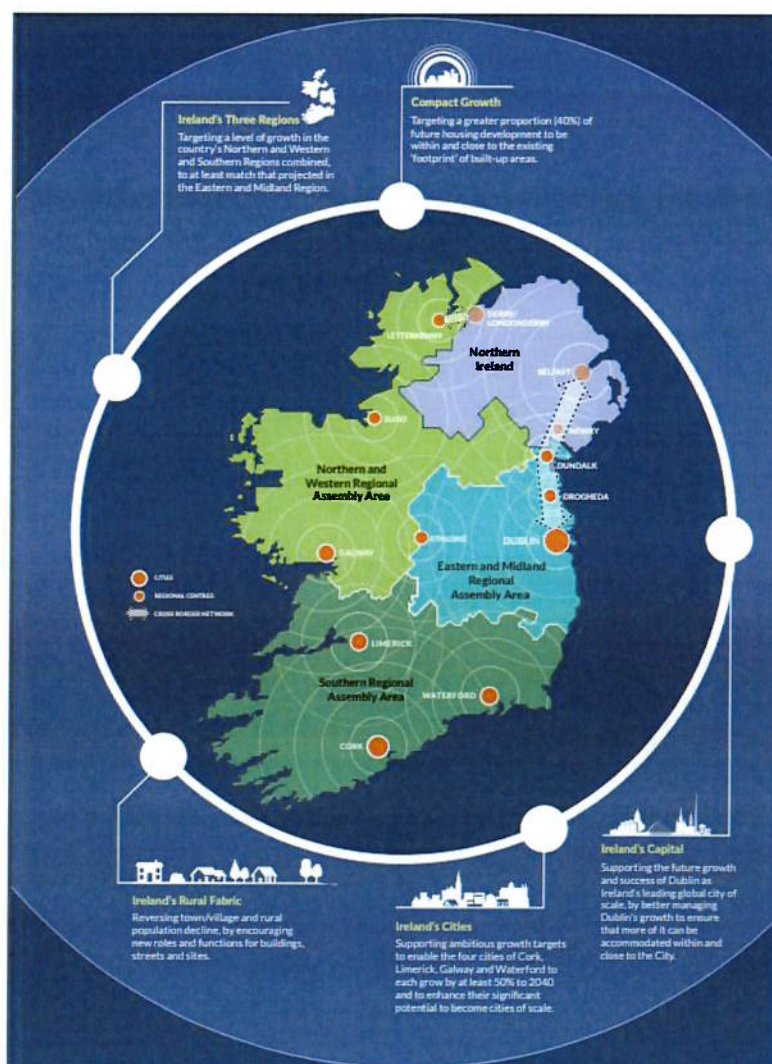 Compact Growth
Targeting a greater proportion (40%) of
future housing development to be
within and close to the existing
'footprint' of built-up areas.
Ireland's Three Regions
Targeting a level of growth in the
country's Northern and Western
and Southern Regions combined,
to at least match that projected in
the Eastern and Midland Region.
DERRY/
LONDONDERRY
LETTERKENNY
Northern
Ireland
BELFAST
SLIGO
NEWRY
DUNDALK
Northern and
Western Regional
Assembly Area
DROGHEDA
ATHLONE
DUBLIN
GALWAY
Eastern and Midland
Regional
Assembly Area
CITIES
REGIONAL CENTRES
CROSS BORDER NETWORK
LIMERICK
Southern Regional
Assembly Area
WATERFORD
CORK
Ireland's Capital
Supporting the future growth
and success of Dublin as
Ireland's leading global city of
scale, by better managing
Dublin's growth to ensure
that more of it can be
accommodated within and
close to the City.
Ireland's Rural Fabric
Reversing town/village and rural
population decline, by encouraging
new roles and functions for buildings,
streets and sites.
Ireland's Cities
Supporting ambitious growth targets
to enable the four cities of Cork,
Limerick, Galway and Waterford to
each grow by at least 50% to 2040
and to enhance their significant
potential to become cities of scale.